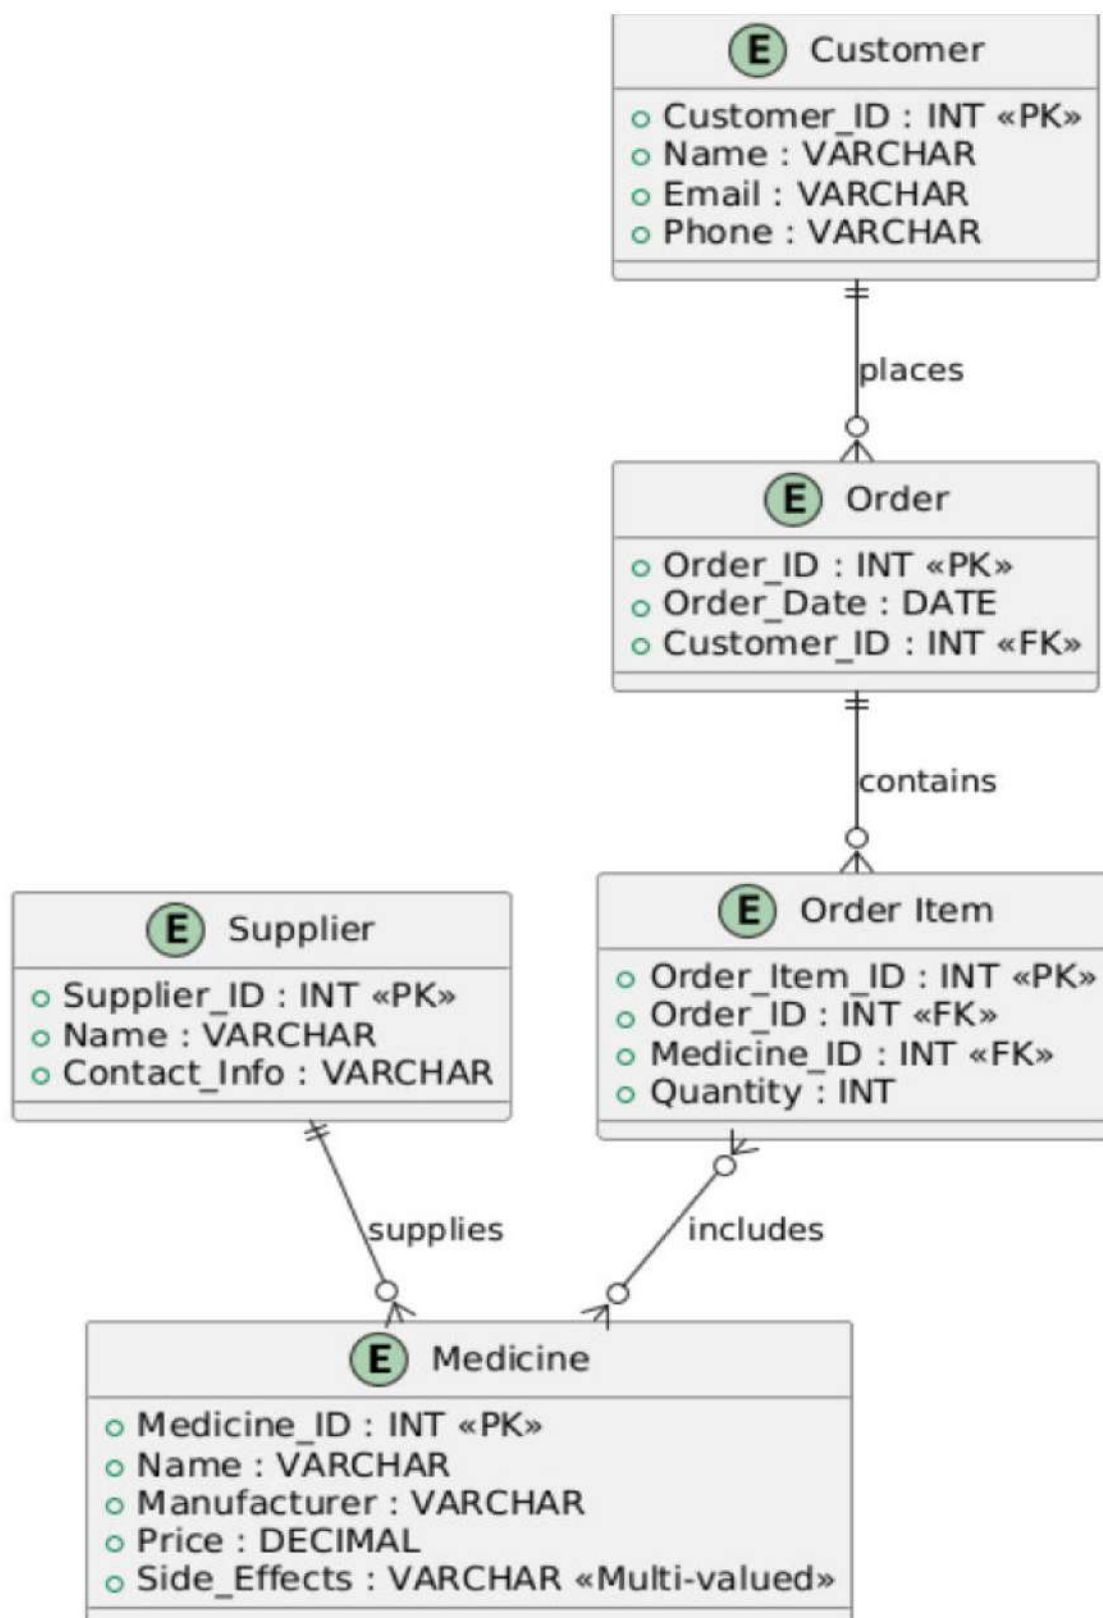 E Customer
Customer_ID : INT «PK»
Name : VARCHAR
Email : VARCHAR
Phone : VARCHAR
places
E Order
Order_ID : INT «PK»
Order_Date : DATE
Customer_ID : INT «FK»
contains
E Supplier
Supplier_ID : INT «PK»
Name : VARCHAR
Contact_Info : VARCHAR
E Order Item
Order_Item_ID : INT «PK»
Order_ID : INT «FK»
Medicine_ID : INT «FK»
Quantity : INT
supplies
includes
E Medicine
Medicine_ID : INT «PK»
Name : VARCHAR
Manufacturer : VARCHAR
Price : DECIMAL
Side_Effects : VARCHAR «Multi-valued»